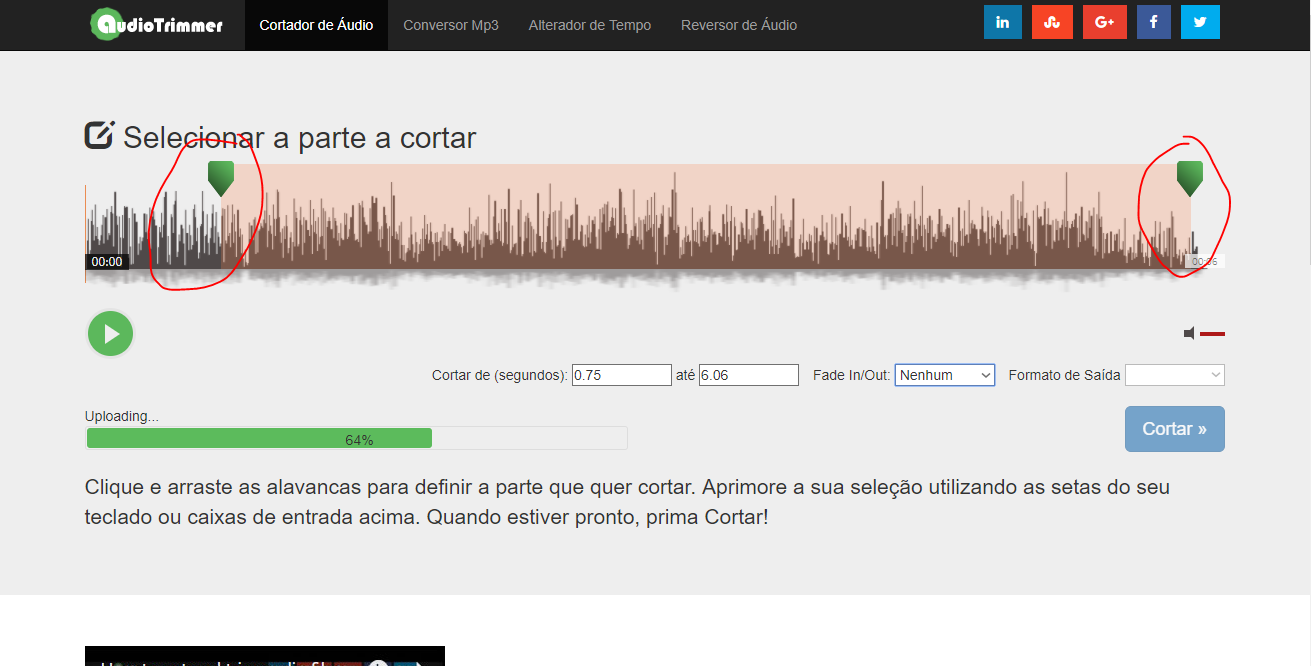 audioTrimmer
Cortador de Áudio
Conversor Mp3
Alterador de Tempo
Reversor de Áudio
in
G+
f
Selecionar a parte a cortar
00:00
Cortar de (segundos): 0.75 até 6.06 Fade In/Out: Nenhum Formato de Saída
Uploading...
64%
Cortar »
Clique e arraste as alavancas para definir a parte que quer cortar. Aprimore a sua seleção utilizando as setas do seu
teclado ou caixas de entrada acima. Quando estiver pronto, prima Cortar!